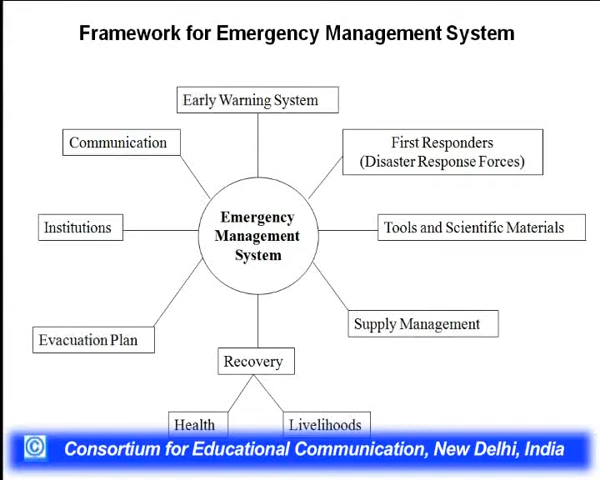 Framework for Emergency Management System
Early Warning System
Communication
First Responders
(Disaster Response Forces)
Institutions
Emergency
Management
System
Tools and Scientific Materials
Supply Management
Evacuation Plan
Recovery
Health
Livelihoods
© Consortium for Educational Communication, New Delhi, India